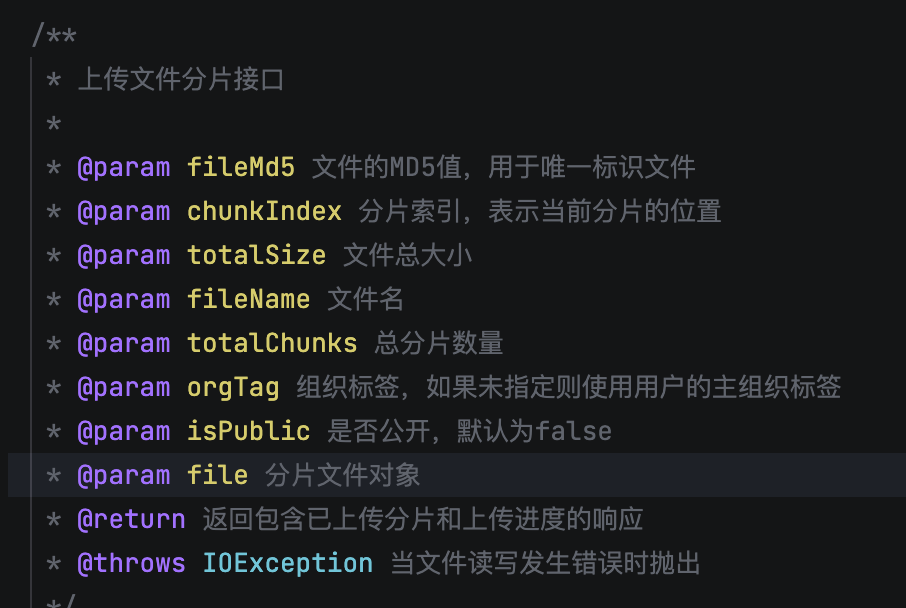 /**
* 上传文件分片接口
*
* @param fileMd5 文件的MD5值，用于唯一标识文件
* @param chunkIndex 分片索引，表示当前分片的位置
* @param totalSize 文件总大小
* @param fileName 文件名
* @param totalChunks 总分片数量
* @param orgTag 组织标签，如果未指定则使用用户的主组织标签
* @param isPublic 是否公开，默认为false
* @param file 分片文件对象
* @return 返回包含已上传分片和上传进度的响应
* @throws IOException 当文件读写发生错误时抛出
*/